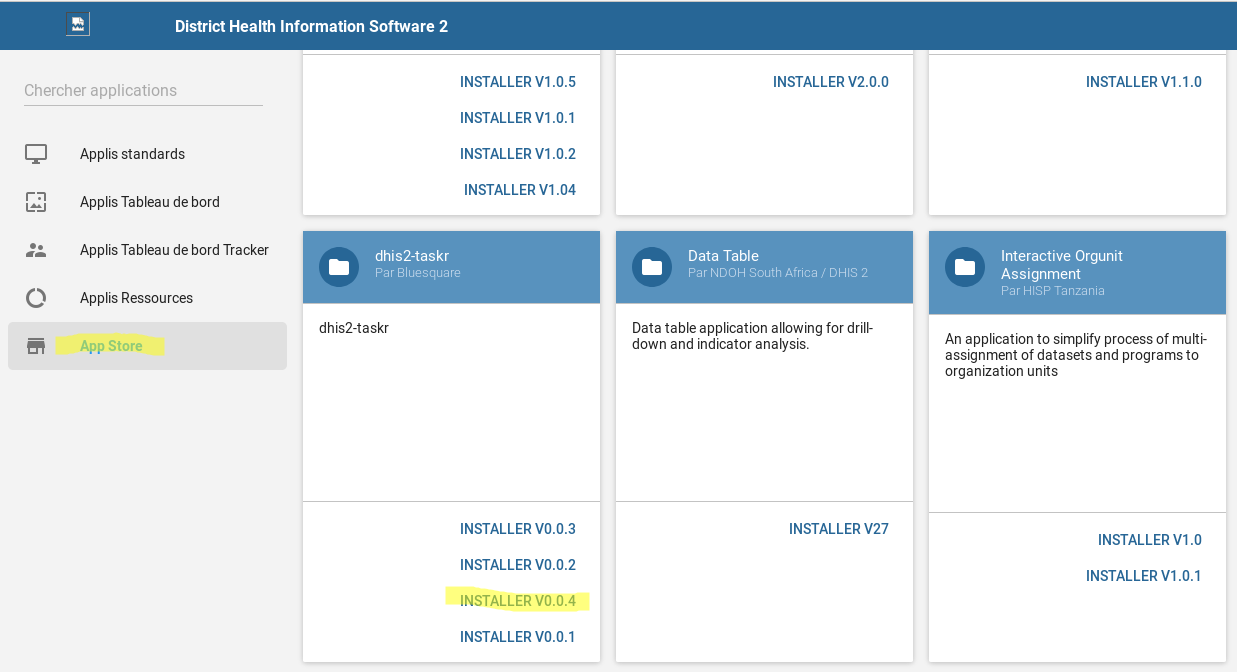 District Health Information Software 2
Chercher applications
Applis standards
Applis Tableau de bord
Applis Tableau de bord Tracker
Applis Ressources
App Store
INSTALLER V1.0.5
INSTALLER V1.0.1
INSTALLER V1.0.2
INSTALLER V1.04
INSTALLER V2.0.0
INSTALLER V1.1.0
dhis2-taskr
Par Bluesquare
dhis2-taskr
INSTALLER V0.0.3
INSTALLER V0.0.2
INSTALLER V0.0.4
INSTALLER V0.0.1
Data Table
Par NDOH South Africa / DHIS 2
Data table application allowing for drill-
down and indicator analysis.
INSTALLER V27
Interactive Orgunit
Assignment
Par HISP Tanzania
An application to simplify process of multi-
assignment of datasets and programs to
organization units
INSTALLER V1.0
INSTALLER V1.0.1